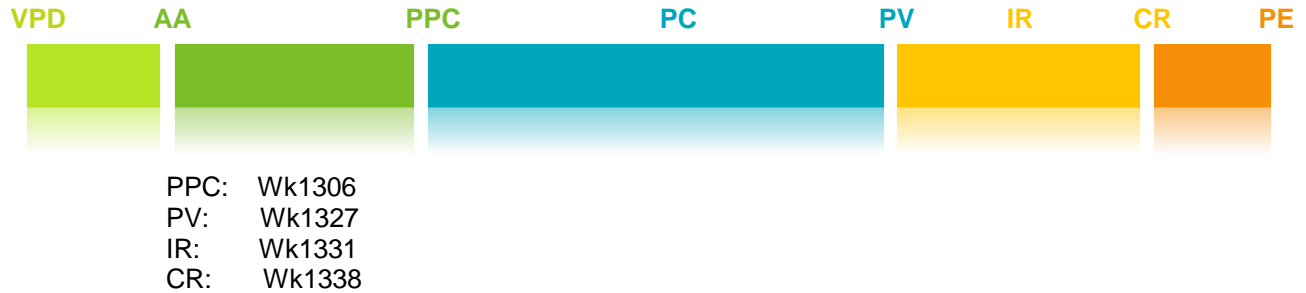 VPD AA PPC PC PV IR CR PE
PPC: Wk1306
PV: Wk1327
IR: Wk1331
CR: Wk1338